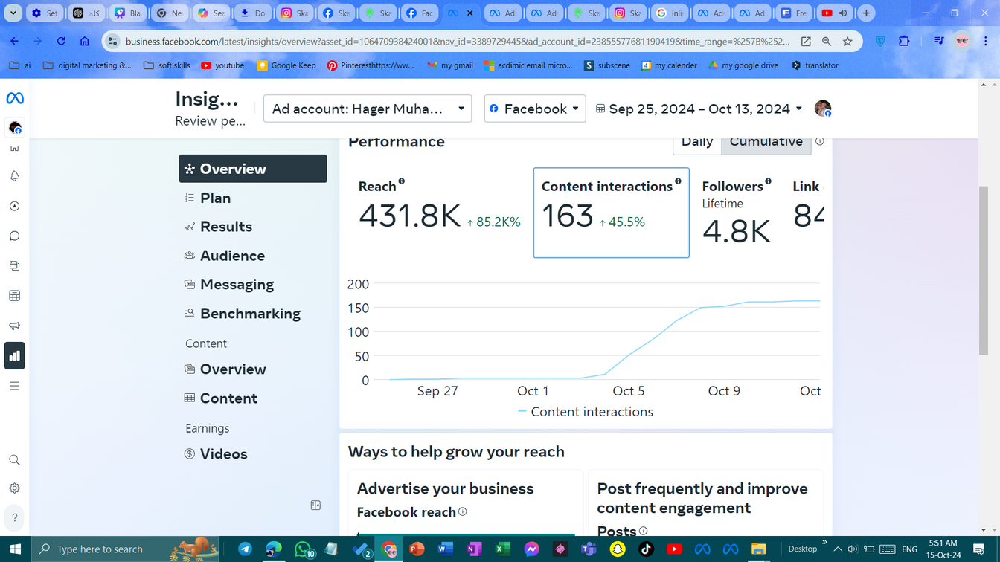 Set
كلـ
Bla
Nev
Sea
Do
Ska
Ska
Ska
Fac
Ads
Ads
Ska
Ska
inli
Ads
Ad
Fre
business.facebook.com/latest/insights/overview?asset_id=106470938424001&nav_id=3389729445&ad_account_id=23855577681190419&time_range=%257B%252...
ai
digital marketing &...
soft skills
youtube
Google Keep
Pinteresthttps://ww...
my gmail
acdimic email micro...
subscene
my calender
my google drive
translator
Insig...
Review pe...
Ad account: Hager Muha...
Facebook
Sep 25, 2024 – Oct 13, 2024
Overview
Plan
Results
Audience
Messaging
Benchmarking
Content
Overview
Content
Earnings
Videos
Performance
Daily
Cumulative
Reach
431.8K ↑ 85.2K%
Content interactions
163 ↑ 45.5%
Followers
Lifetime
4.8K
Link
84
200
150
100
50
0
Sep 27
Oct 1
Oct 5
Oct 9
Oct
Content interactions
Ways to help grow your reach
Advertise your business
Facebook reach
Post frequently and improve
content engagement
Posts
Type here to search
10
2
Desktop
ENG
5:51 AM
15-Oct-24